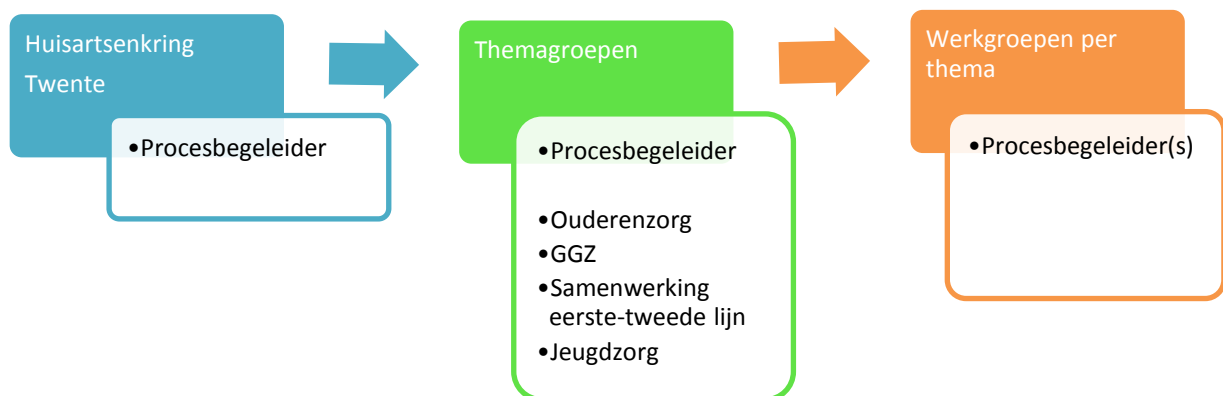 Huisartsenkring
Twente
•Procesbegeleider
Themagroepen
•Procesbegeleider
•Ouderenzorg
•GGZ
•Samenwerking
eerste-tweede lijn
•Jeugdzorg
Werkgroepen per
thema
•Procesbegeleider(s)